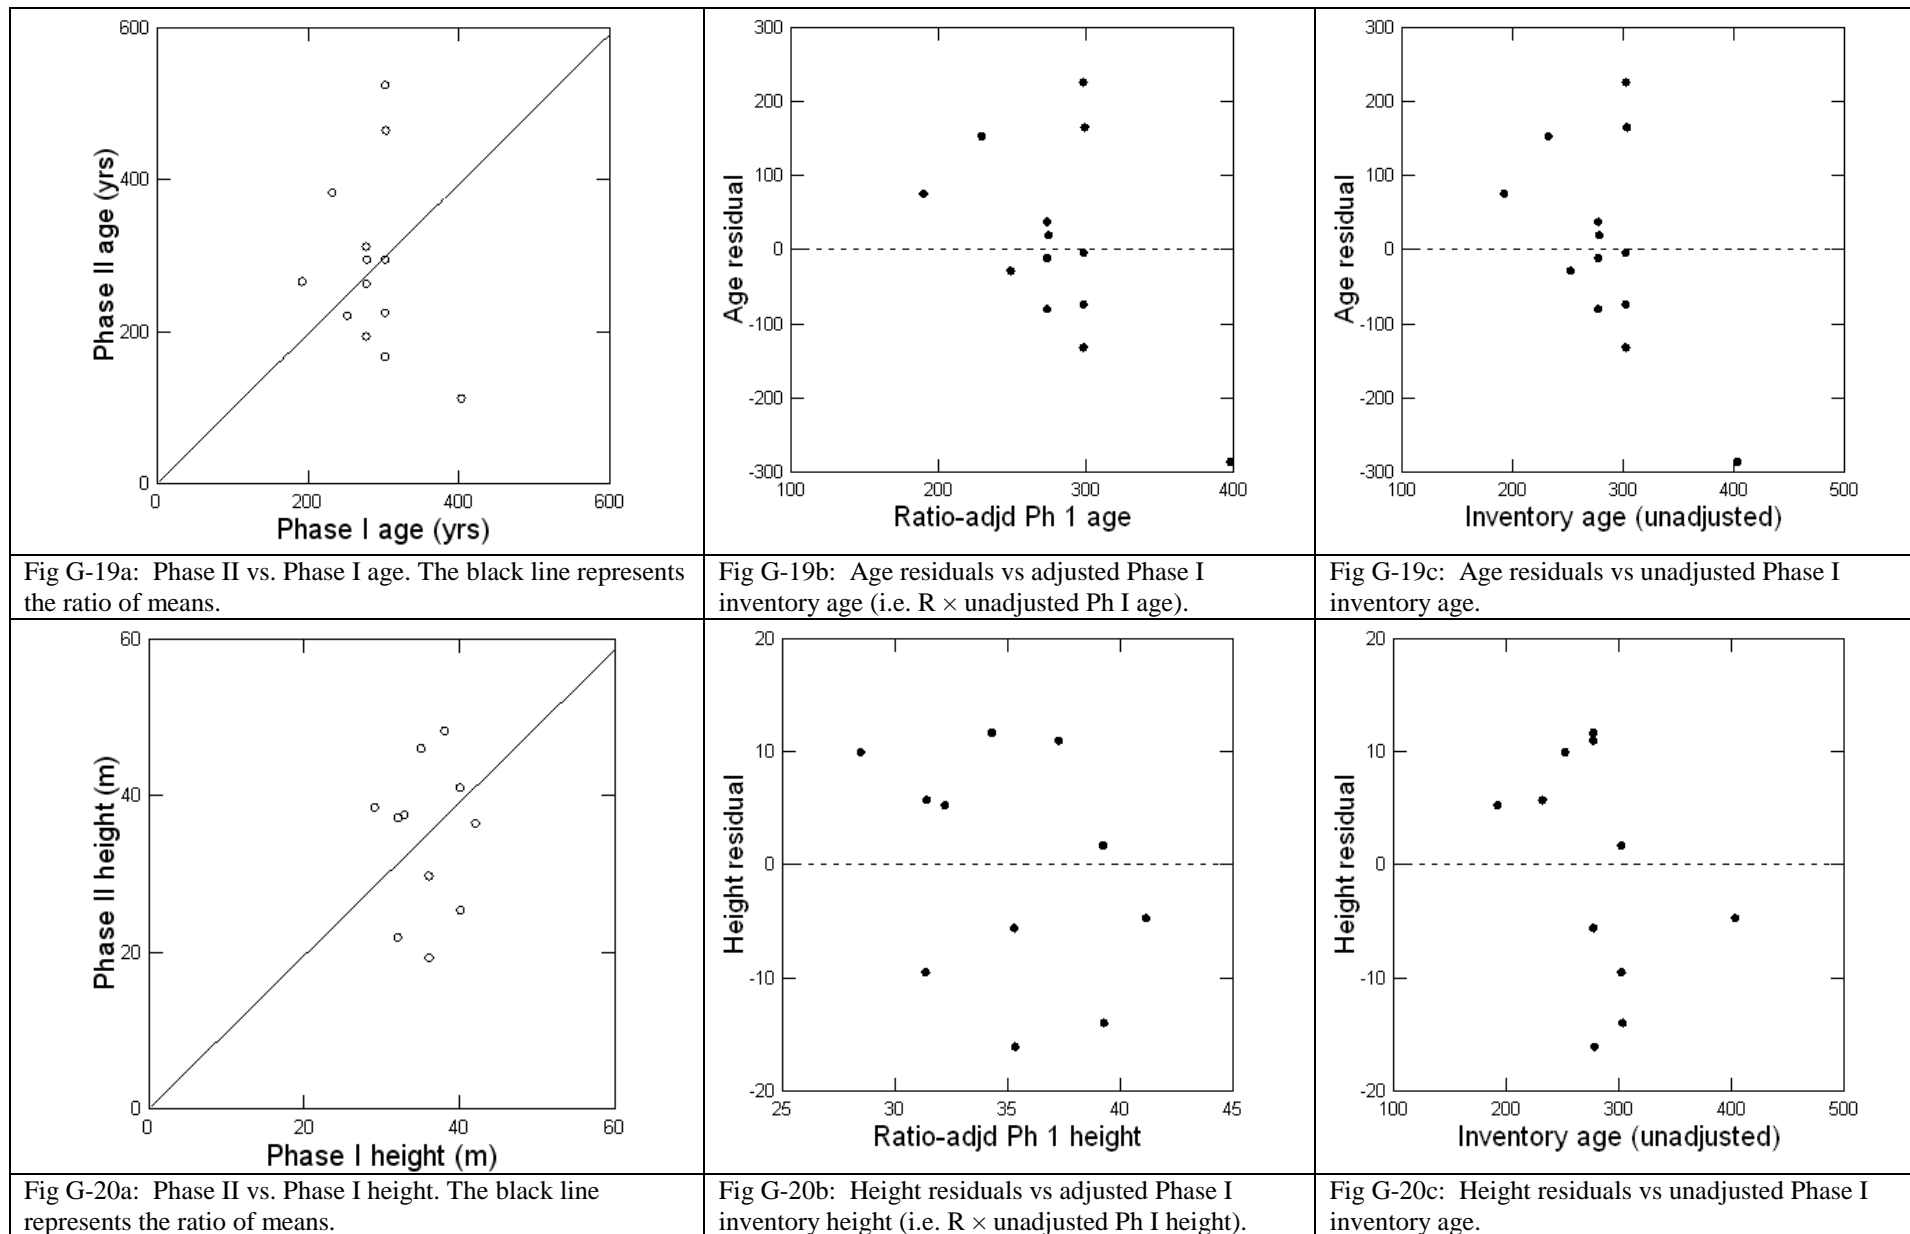 600
400
200
0
Phase II age (yrs)
0 200 400 600
Phase I age (yrs)
300
200
100
0
-100
-200
-300
Age residual
100 200 300 400
Ratio-adjd Ph 1 age
300
200
100
0
-100
-200
-300
Age residual
100 200 300 400 500
Inventory age (unadjusted)
Fig G-19a: Phase II vs. Phase I age. The black line represents
the ratio of means.
Fig G-19b: Age residuals vs adjusted Phase I
inventory age (i.e. R × unadjusted Ph I age).
Fig G-19c: Age residuals vs unadjusted Phase I
inventory age.
60
40
20
0
Phase II height (m)
0 20 40 60
Phase I height (m)
20
10
0
-10
-20
Height residual
25 30 35 40 45
Ratio-adjd Ph 1 height
20
10
0
-10
-20
Height residual
100 200 300 400 500
Inventory age (unadjusted)
Fig G-20a: Phase II vs. Phase I height. The black line
represents the ratio of means.
Fig G-20b: Height residuals vs adjusted Phase I
inventory height (i.e. R × unadjusted Ph I height).
Fig G-20c: Height residuals vs unadjusted Phase I
inventory age.